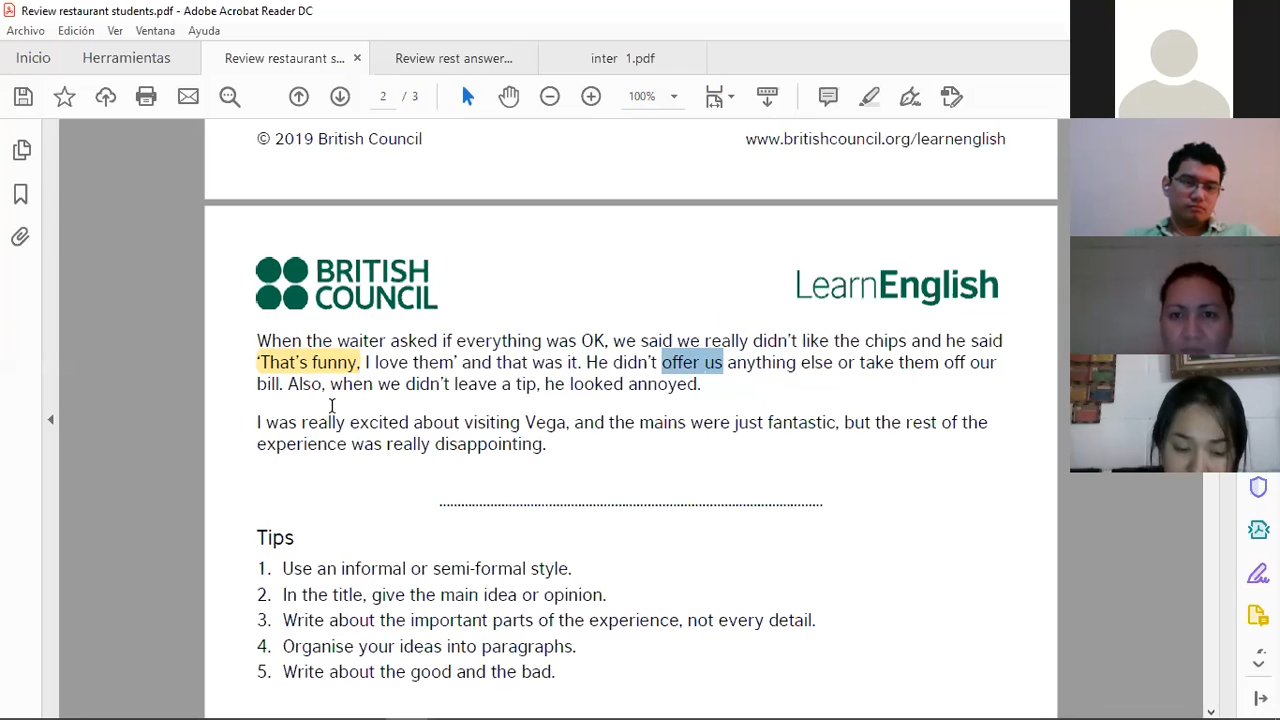 Review restaurant students.pdf - Adobe Acrobat Reader DC
Archivo Edición Ver Ventana Ayuda
Inicio Herramientas Review restaurant s... × Review rest answer... inter 1.pdf
2 / 3 100%
© 2019 British Council www.britishcouncil.org/learnenglish
BRITISH
COUNCIL
LearnEnglish
When the waiter asked if everything was OK, we said we really didn't like the chips and he said
'That's funny, I love them' and that was it. He didn't offer us anything else or take them off our
bill. Also, when we didn't leave a tip, he looked annoyed.
I was really excited about visiting Vega, and the mains were just fantastic, but the rest of the
experience was really disappointing.
Tips
1. Use an informal or semi-formal style.
2. In the title, give the main idea or opinion.
3. Write about the important parts of the experience, not every detail.
4. Organise your ideas into paragraphs.
5. Write about the good and the bad.